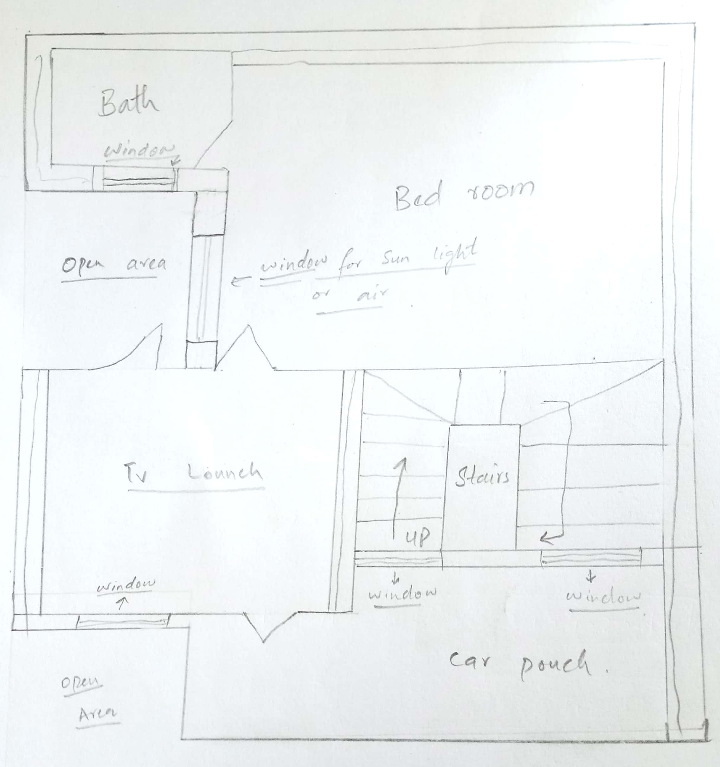 Bath
window
Bed room
Open area
window for Sun light
or air.
Tv Lounch
Stairs
UP
window
window
window
Car pouch.
Open
Area